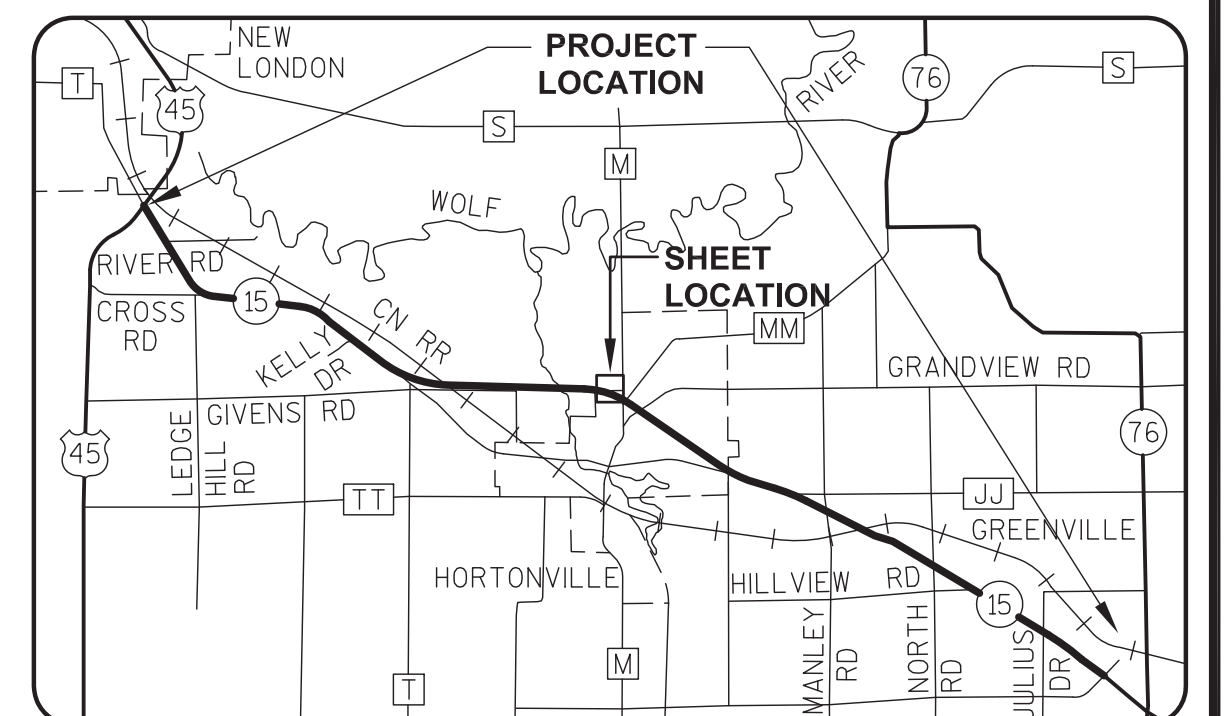 NEW
LONDON
PROJECT
LOCATION
T
45
S
M
RIVER
76
S
WOLF
SHEET
LOCATION
RIVER RD
CROSS
RD
15
CN RR
MM
KELLY
DR
GRANDVIEW RD
GIVENS RD
45
LEDGE
HILL
RD
76
TT
JJ
GREENVILLE
HORTONVILLE
HILLVIEW RD
15
MANLEY
RD
NORTH
RD
JULIUS
DR
M
T